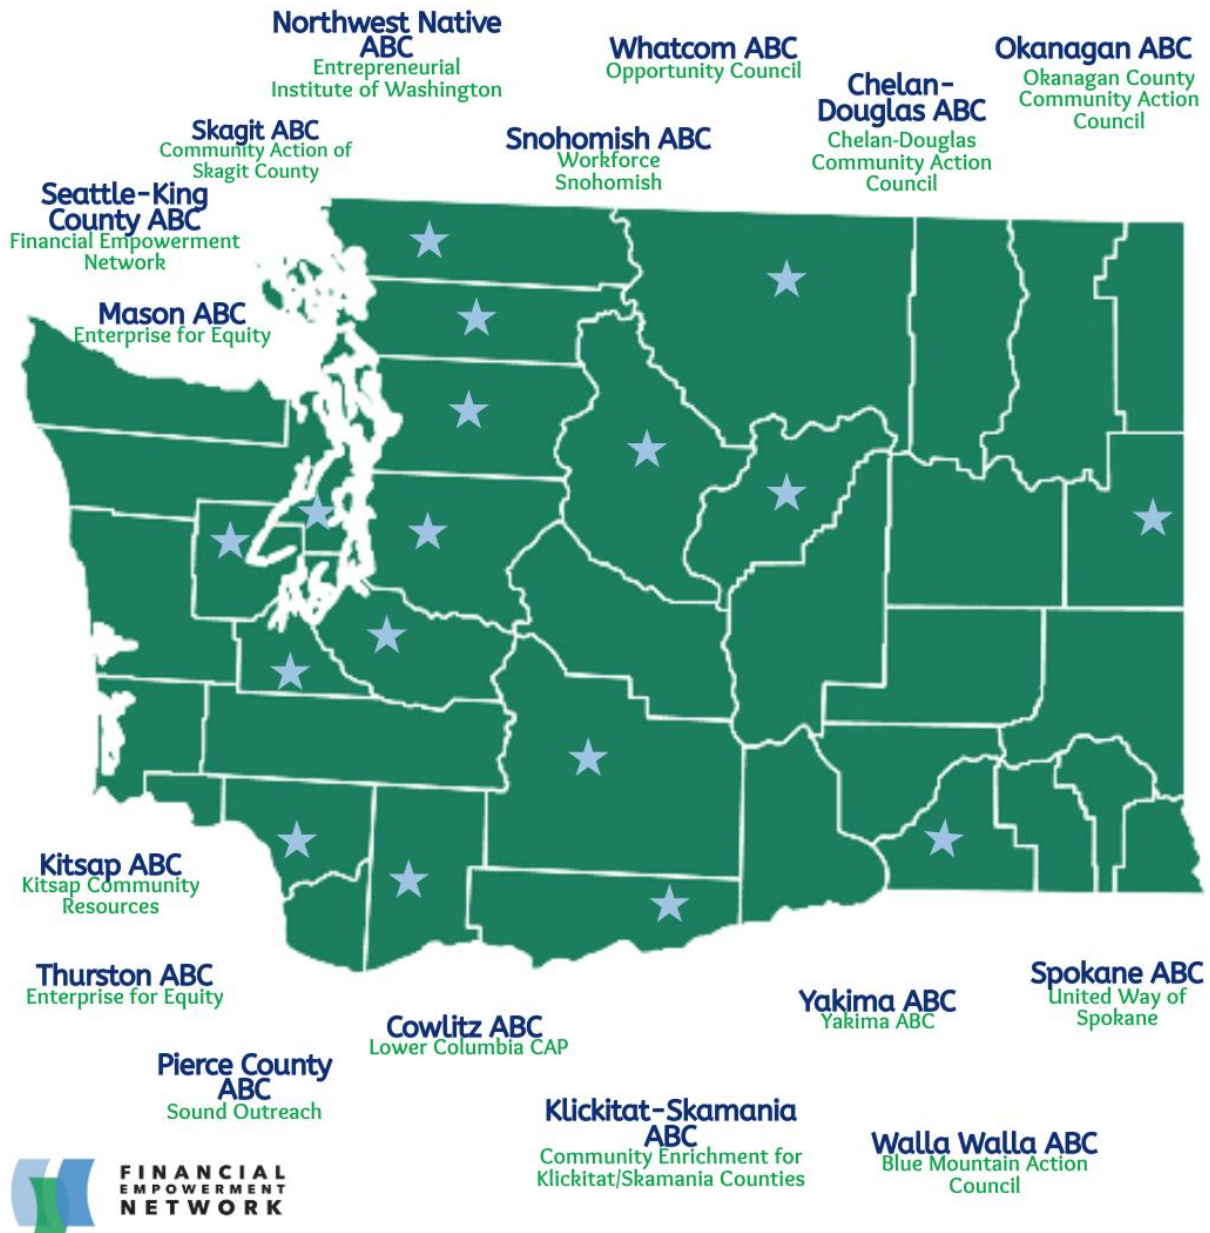 Northwest Native
ABC
Entrepreneurial
Institute of Washington
Whatcom ABC
Opportunity Council
Okanagan ABC
Okanagan County
Community Action
Council
Chelan-
Douglas ABC
Chelan-Douglas
Community Action
Council
Skagit ABC
Community Action of
Skagit County
Snohomish ABC
Workforce
Snohomish
Seattle-King
County ABC
Financial Empowerment
Network
Mason ABC
Enterprise for Equity
Kitsap ABC
Kitsap Community
Resources
Thurston ABC
Enterprise for Equity
Cowlitz ABC
Lower Columbia CAP
Yakima ABC
Yakima ABC
Spokane ABC
United Way of
Spokane
Pierce County
ABC
Sound Outreach
Klickitat-Skamania
ABC
Community Enrichment for
Klickitat/Skamania Counties
Walla Walla ABC
Blue Mountain Action
Council
FINANCIAL
EMPOWERMENT
NETWORK